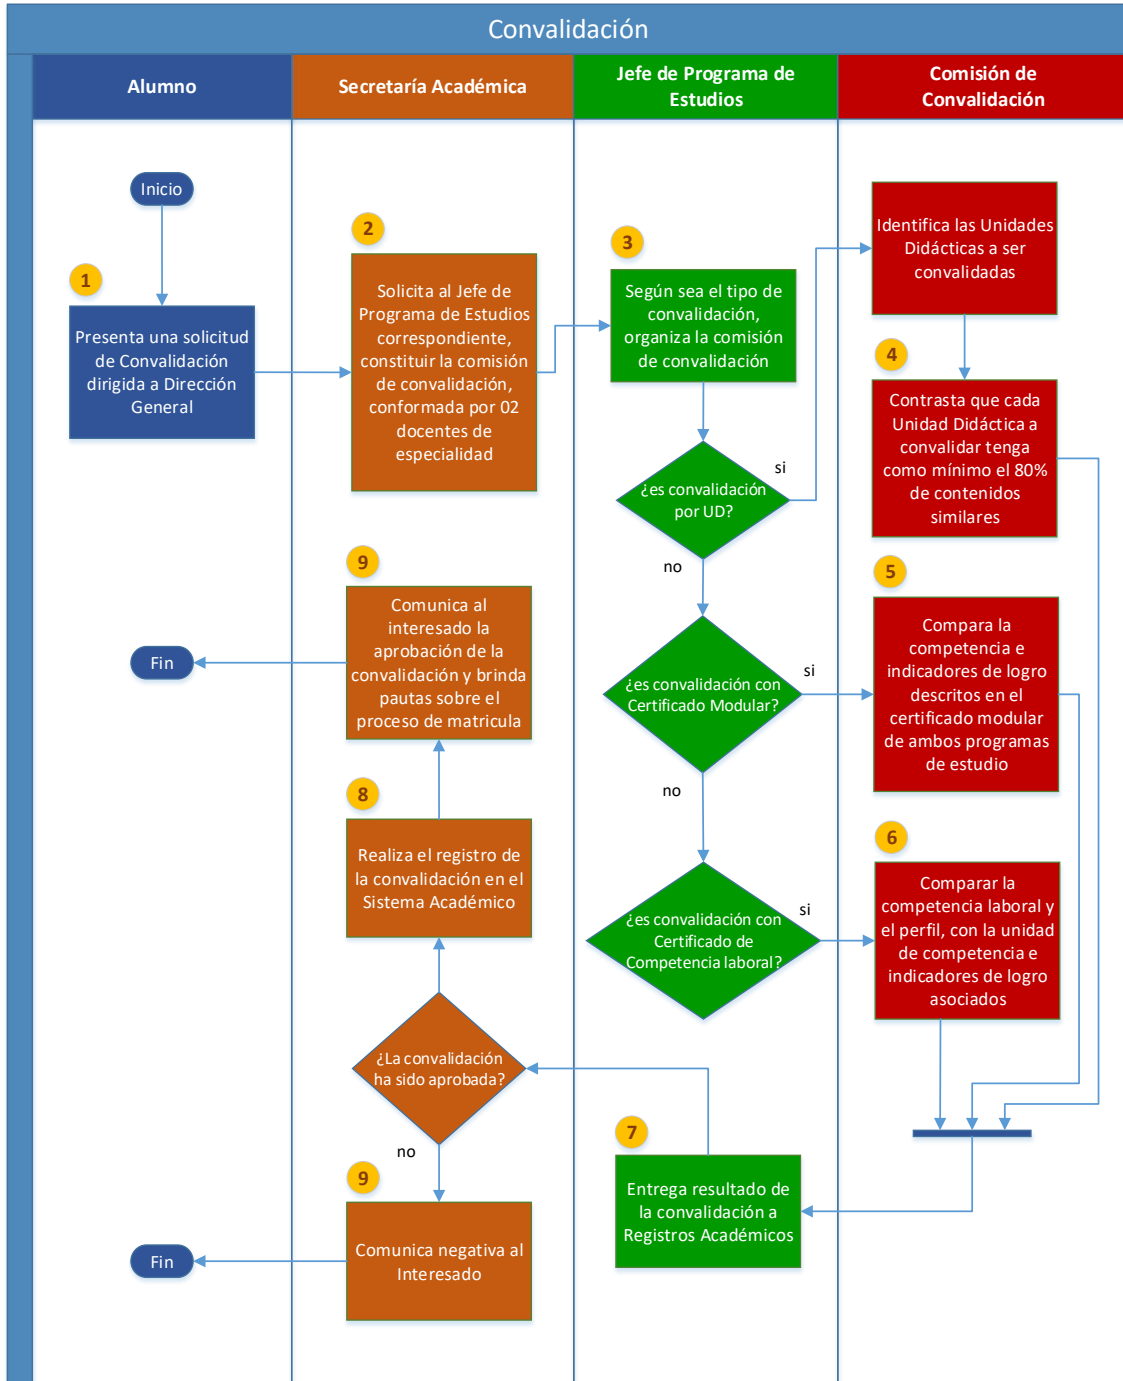 Convalidación
Alumno
Secretaría Académica
Jefe de Programa de
Estudios
Comisión de
Convalidación
Inicio
1
Presenta una solicitud
de Convalidación
dirigida a Dirección
General
2
Solicita al Jefe de
Programa de Estudios
correspondiente,
constituir la comisión
de convalidación,
conformada por 02
docentes de
especialidad
3
Según sea el tipo de
convalidación,
organiza la comisión
de convalidación
¿es convalidación
por UD?
si
no
Identifica las Unidades
Didácticas a ser
convalidadas
4
Contrasta que cada
Unidad Didáctica a
convalidar tenga
como mínimo el 80%
de contenidos
similares
¿es convalidación con
Certificado Modular?
si
no
5
Compara la
competencia e
indicadores de logro
descritos en el
certificado modular
de ambos programas
de estudio
¿es convalidación con
Certificado de
Competencia laboral?
si
6
Comparar la
competencia laboral y
el perfil, con la unidad
de competencia e
indicadores de logro
asociados
7
Entrega resultado de
la convalidación a
Registros Académicos
¿La convalidación
ha sido aprobada?
no
8
Realiza el registro de
la convalidación en el
Sistema Académico
9
Comunica al
interesado la
aprobación de la
convalidación y brinda
pautas sobre el
proceso de matricula
Fin
9
Comunica negativa al
Interesado
Fin